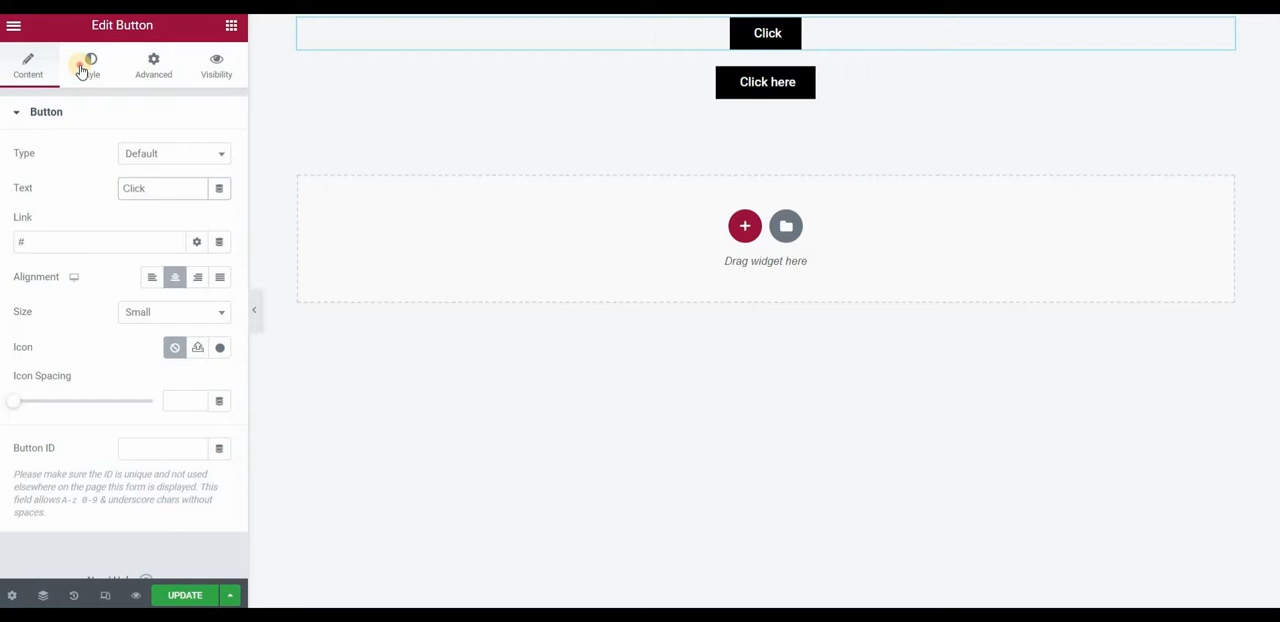 Edit Button
Content
Advanced
Visibility
Button
Type
Default
Text
Click
Link
#
Alignment
Size
Small
Icon
Icon Spacing
Button ID
Please make sure the ID is unique and not used
elsewhere on the page this form is displayed. This
field allows A-z 0-9 & underscore chars without
spaces.
UPDATE
Click
Click here
Drag widget here